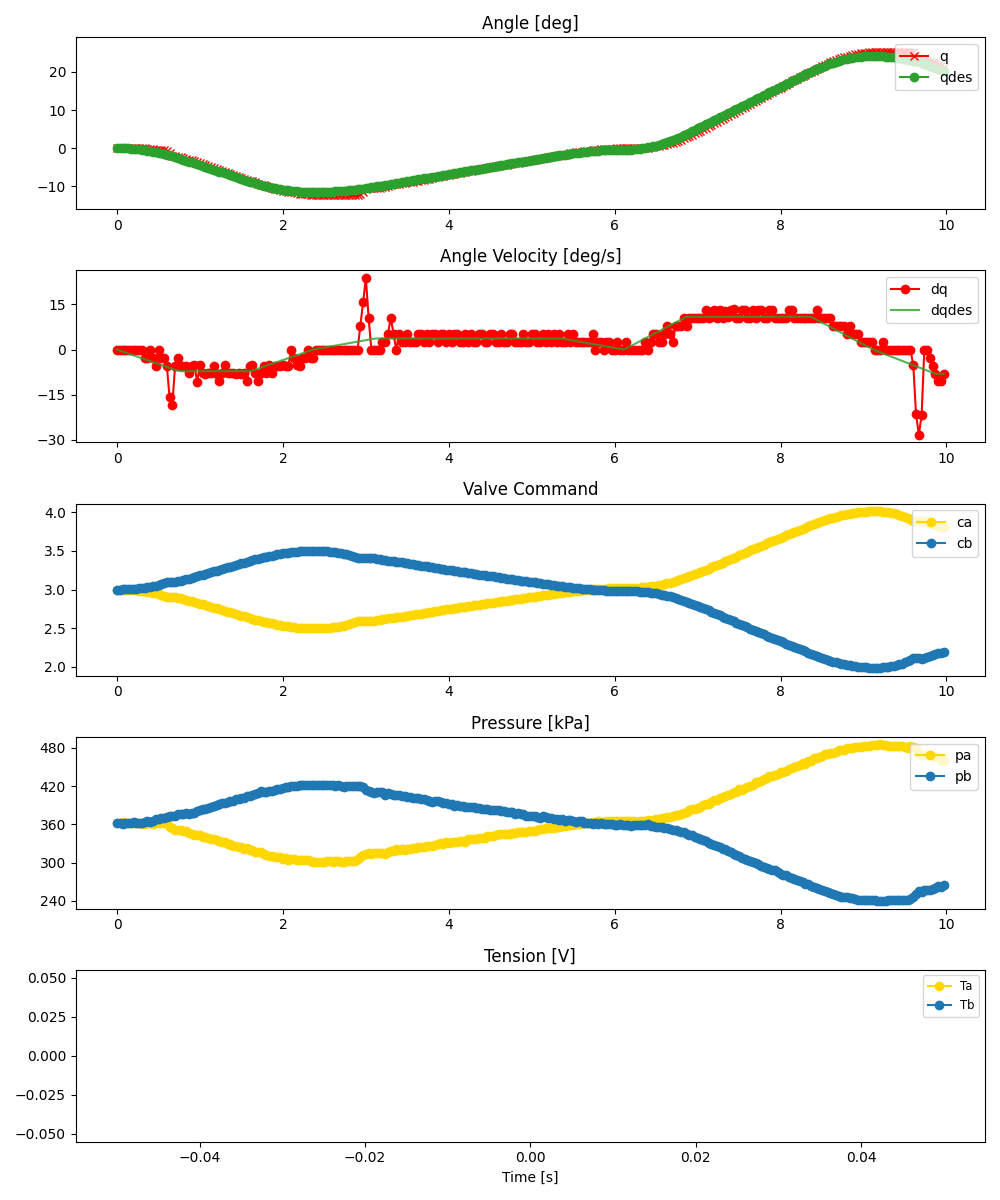 Angle [deg]
20
10
0
−10
q
qdes
0 2 4 6 8 10
Angle Velocity [deg/s]
15
0
−15
−30
dq
dqdes
0 2 4 6 8 10
Valve Command
4.0
3.5
3.0
2.5
2.0
ca
cb
0 2 4 6 8 10
Pressure [kPa]
480
420
360
300
240
pa
pb
0 2 4 6 8 10
Tension [V]
0.050
0.025
0.000
−0.025
−0.050
Ta
Tb
−0.04 −0.02 0.00 0.02 0.04
Time [s]